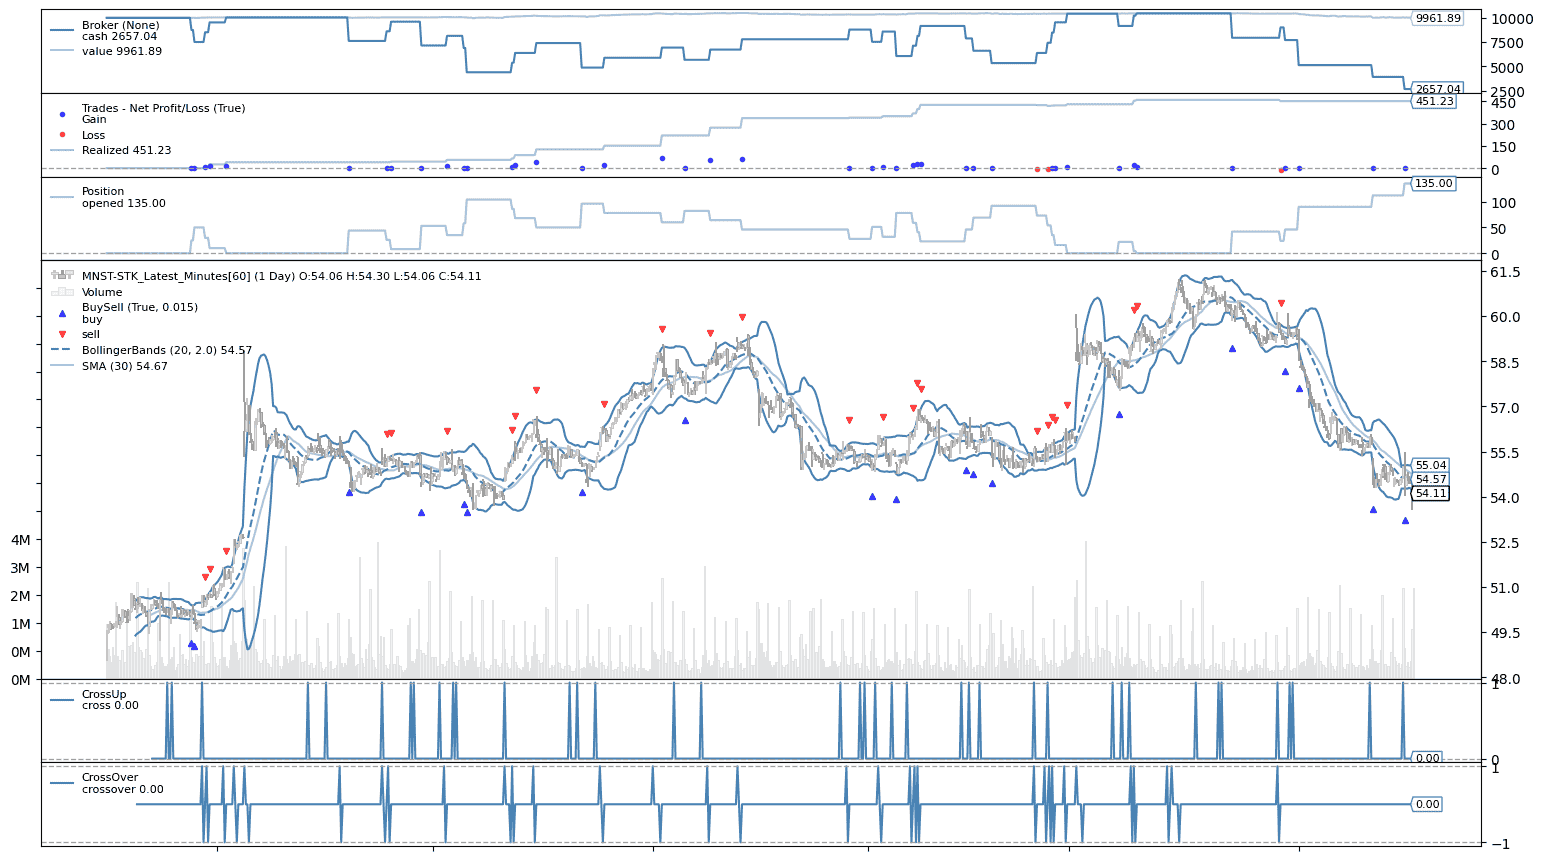 Broker (None)
cash 2657.04
value 9961.89
9961.89
10000
7500
5000
2657.04
2500
Trades - Net Profit/Loss (True)
Gain
Loss
Realized 451.23
451.23
450
300
150
0
Position
opened 135.00
135.00
100
50
0
MNST-STK_Latest_Minutes[60] (1 Day) O:54.06 H:54.30 L:54.06 C:54.11
Volume
BuySell (True, 0.015)
buy
sell
BollingerBands (20, 2.0) 54.57
SMA (30) 54.67
61.5
60.0
58.5
57.0
55.5
55.04
54.57
54.11
54.0
52.5
51.0
49.5
48.0
4M
3M
2M
1M
0M
0M
CrossUp
cross 0.00
1
0.00
0
CrossOver
crossover 0.00
1
0.00
−1